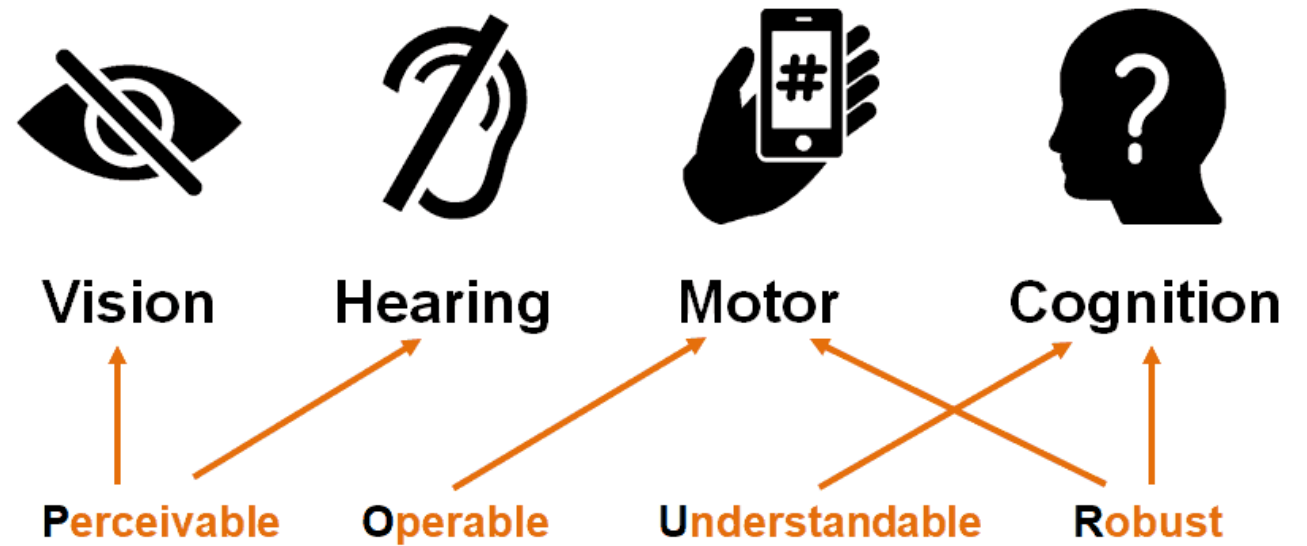 #
?
Vision Hearing Motor Cognition
Perceivable Operable Understandable Robust